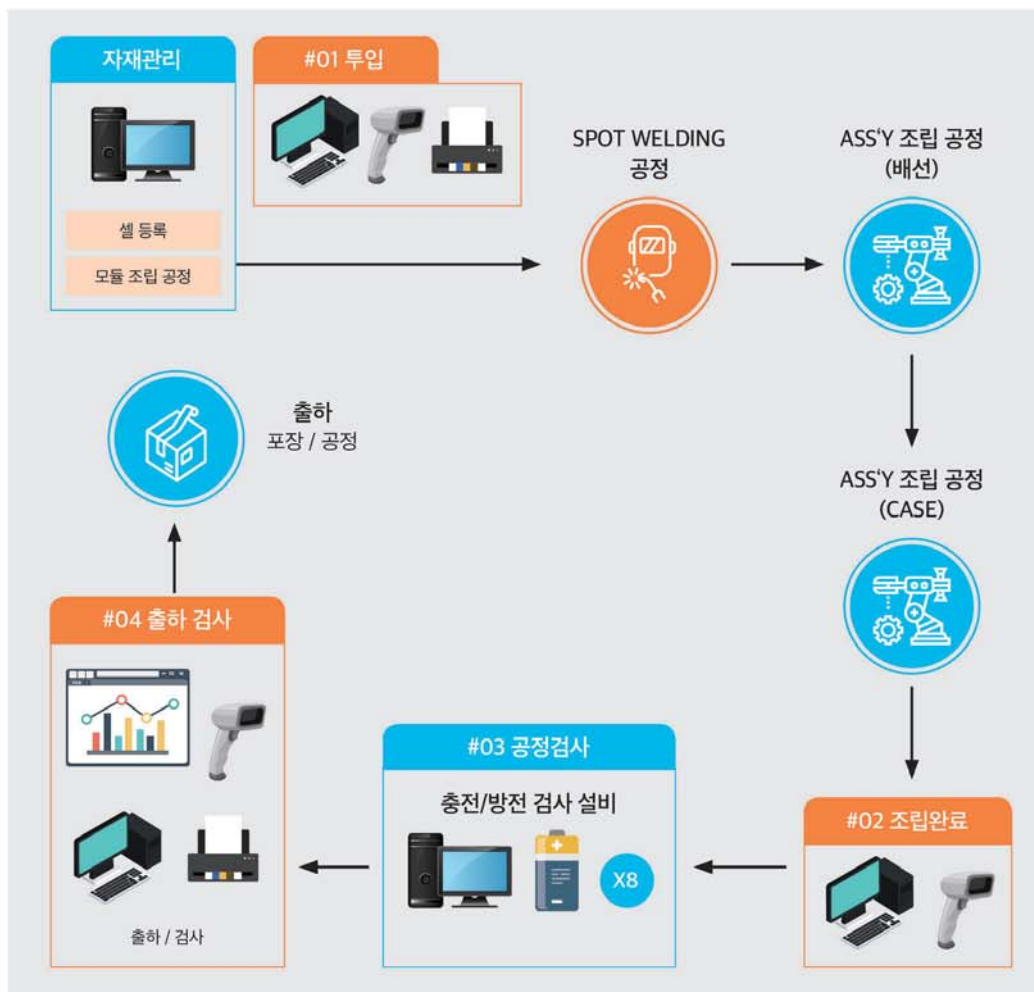 자재관리
셀 등록
모듈 조립 공정
#01 투입
SPOT WELDING
공정
ASS'Y 조립 공정
(배선)
ASS'Y 조립 공정
(CASE)
#02 조립완료
#03 공정검사
충전/방전 검사 설비
X8
#04 출하 검사
출하 / 검사
출하
포장 / 공정